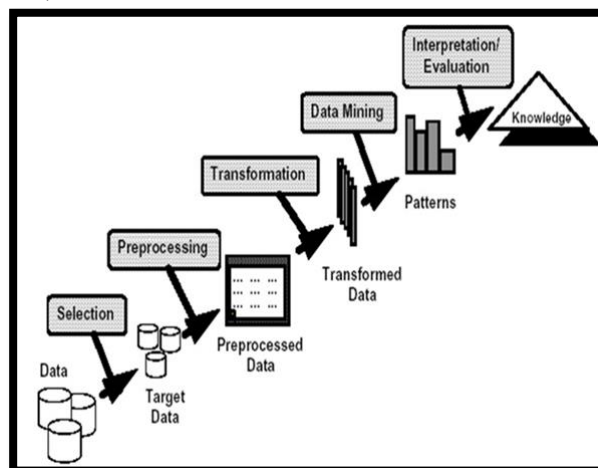 Interpretation/
Evaluation
Data Mining
Knowledge
Transformation
Patterns
Preprocessing
Transformed
Data
Selection
Preprocessed
Data
Data
Target
Data